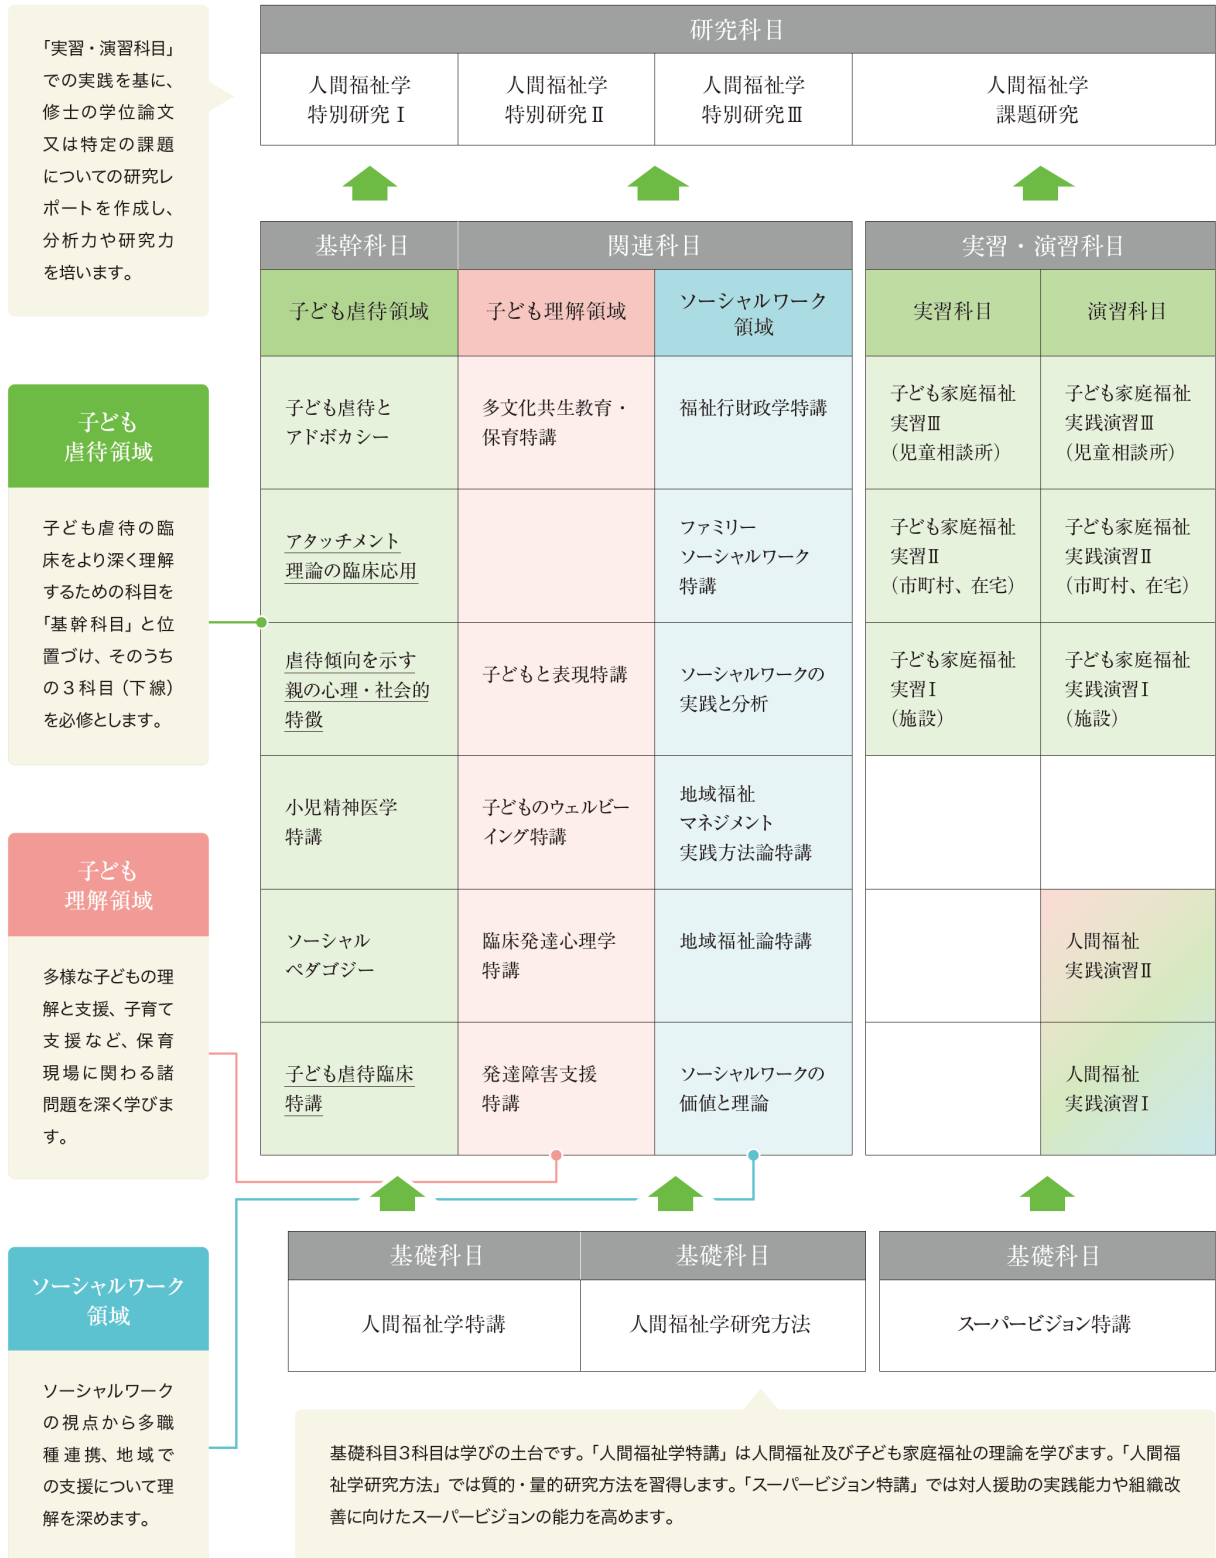 「実習・演習科目」
での実践を基に、
修士の学位論文
又は特定の課題
についての研究レ
ポートを作成し、
分析力や研究力
を培います。
研究科目
人間福祉学
特別研究Ⅰ
人間福祉学
特別研究Ⅱ
人間福祉学
特別研究Ⅲ
人間福祉学
課題研究
基幹科目
関連科目
実習・演習科目
子ども虐待領域
子ども理解領域
ソーシャルワーク
領域
実習科目
演習科目
子ども虐待と
アドボカシー
多文化共生教育・
保育特講
福祉行財政学特講
子ども家庭福祉
実習Ⅲ
（児童相談所）
子ども家庭福祉
実践演習Ⅲ
（児童相談所）
アタッチメント
理論の臨床応用
ファミリー
ソーシャルワーク
特講
子ども家庭福祉
実習Ⅱ
（市町村、在宅）
子ども家庭福祉
実践演習Ⅱ
（市町村、在宅）
虐待傾向を示す
親の心理・社会的
特徴
子どもと表現特講
ソーシャルワークの
実践と分析
子ども家庭福祉
実習Ⅰ
（施設）
子ども家庭福祉
実践演習Ⅰ
（施設）
小児精神医学
特講
子どものウェルビー
イング特講
地域福祉
マネジメント
実践方法論特講
ソーシャル
ペダゴジー
臨床発達心理学
特講
地域福祉論特講
人間福祉
実践演習Ⅱ
子ども虐待臨床
特講
発達障害支援
特講
ソーシャルワークの
価値と理論
人間福祉
実践演習Ⅰ
子ども
虐待領域
子ども虐待の臨
床をより深く理解
するための科目を
「基幹科目」と位
置づけ、そのうち
の３科目（下線）
を必修とします。
子ども
理解領域
多様な子どもの理
解と支援、子育て
支援など、保育
現場に関わる諸
問題を深く学びま
す。
ソーシャルワーク
領域
ソーシャルワーク
の視点から多職
種連携、地域で
の支援について理
解を深めます。
基礎科目
基礎科目
基礎科目
人間福祉学特講
人間福祉学研究方法
スーパービジョン特講
基礎科目3科目は学びの土台です。「人間福祉学特講」は人間福祉及び子ども家庭福祉の理論を学びます。「人間福
祉学研究方法」では質的・量的研究方法を習得します。「スーパービジョン特講」では対人援助の実践能力や組織改
善に向けたスーパービジョンの能力を高めます。